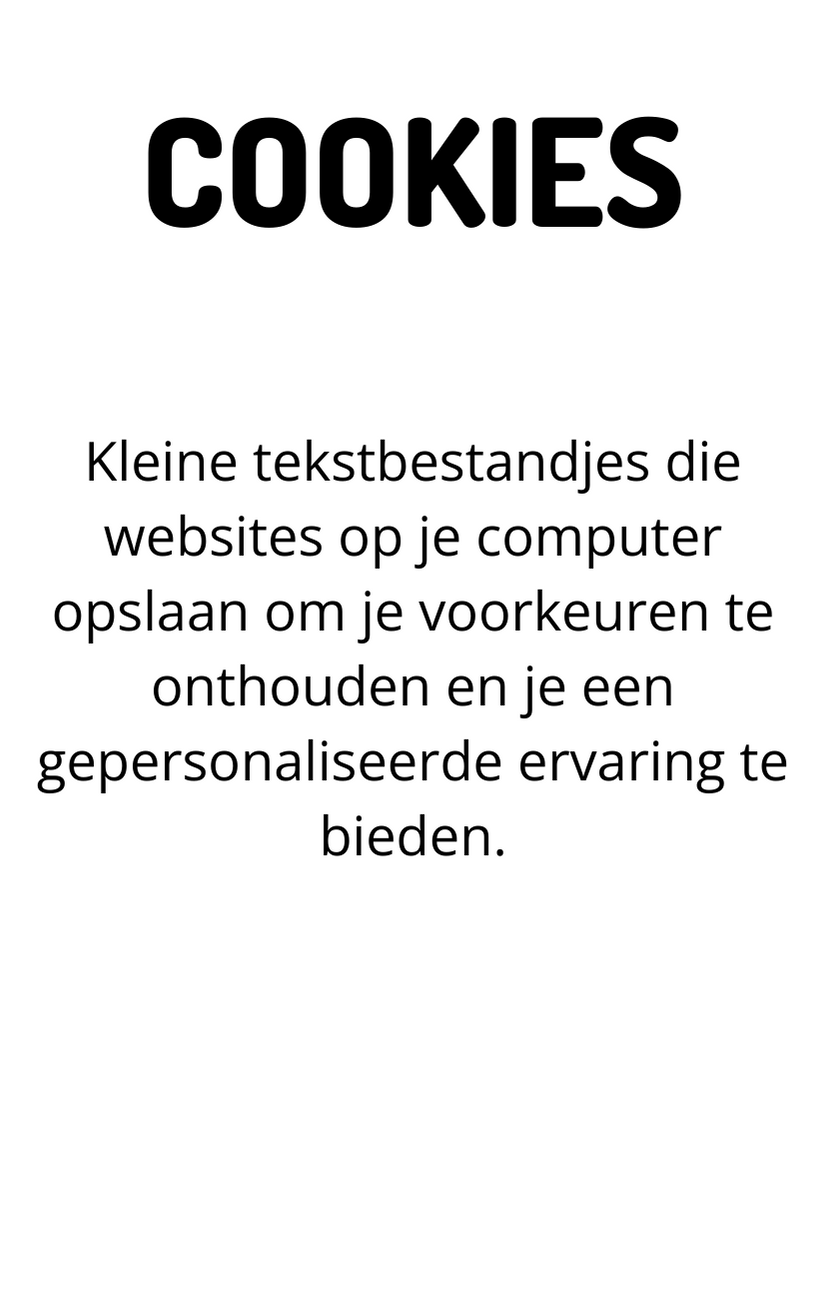 COOKIES
Kleine tekstbestandjes die
websites op je computer
opslaan om je voorkeuren te
onthouden en je een
gepersonaliseerde ervaring te
bieden.